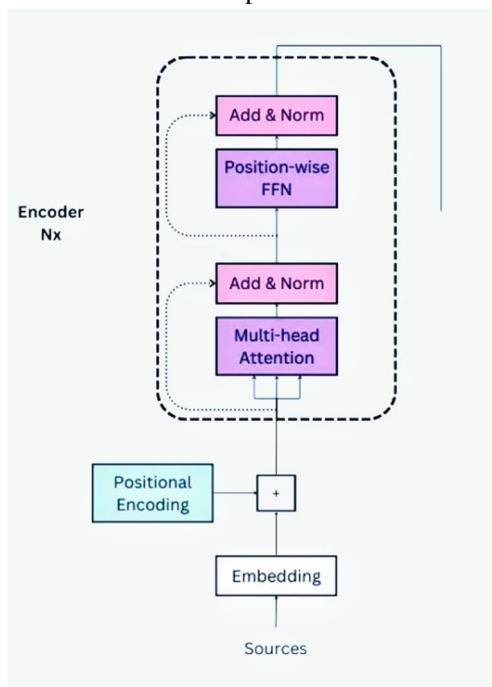 Add & Norm
Position-wise
FFN
Encoder
Nx
Add & Norm
Multi-head
Attention
Positional
Encoding
+
Embedding
Sources